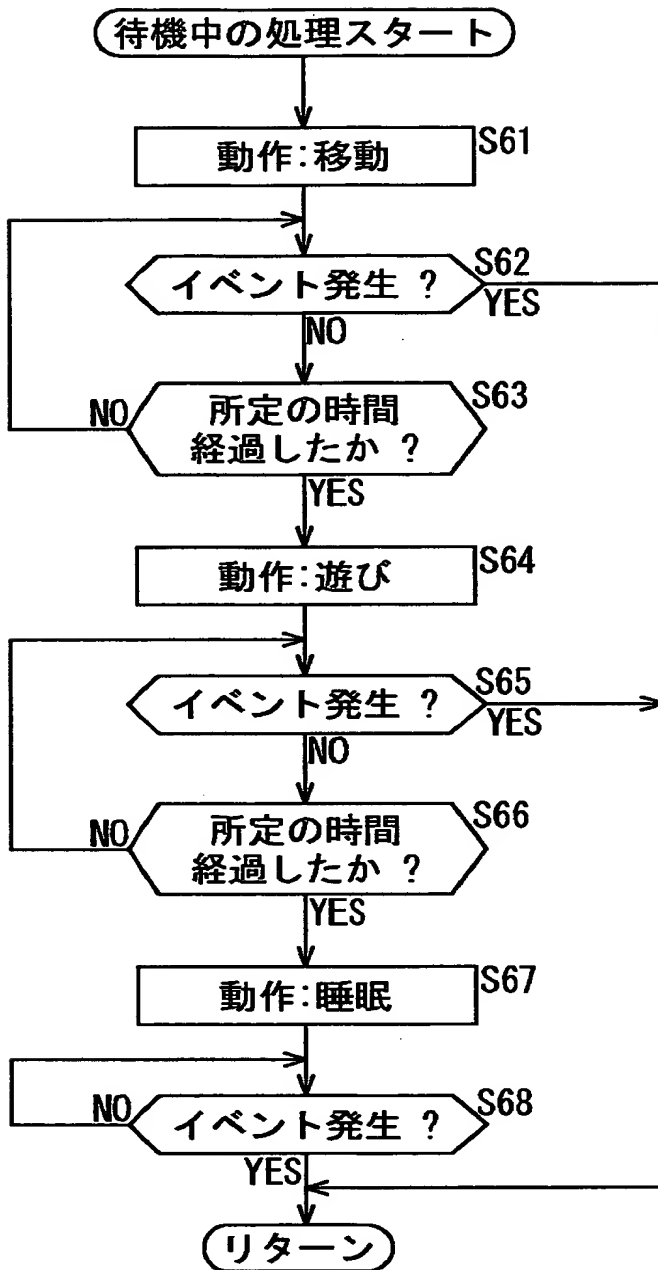 待機中の処理スタート
動作:移動
S61
イベント発生 ?
S62
YES
NO
所定の時間
経過したか ?
S63
NO
YES
動作:遊び
S64
イベント発生 ?
S65
YES
NO
所定の時間
経過したか ?
S66
NO
YES
動作:睡眠
S67
イベント発生 ?
S68
NO
YES
リターン